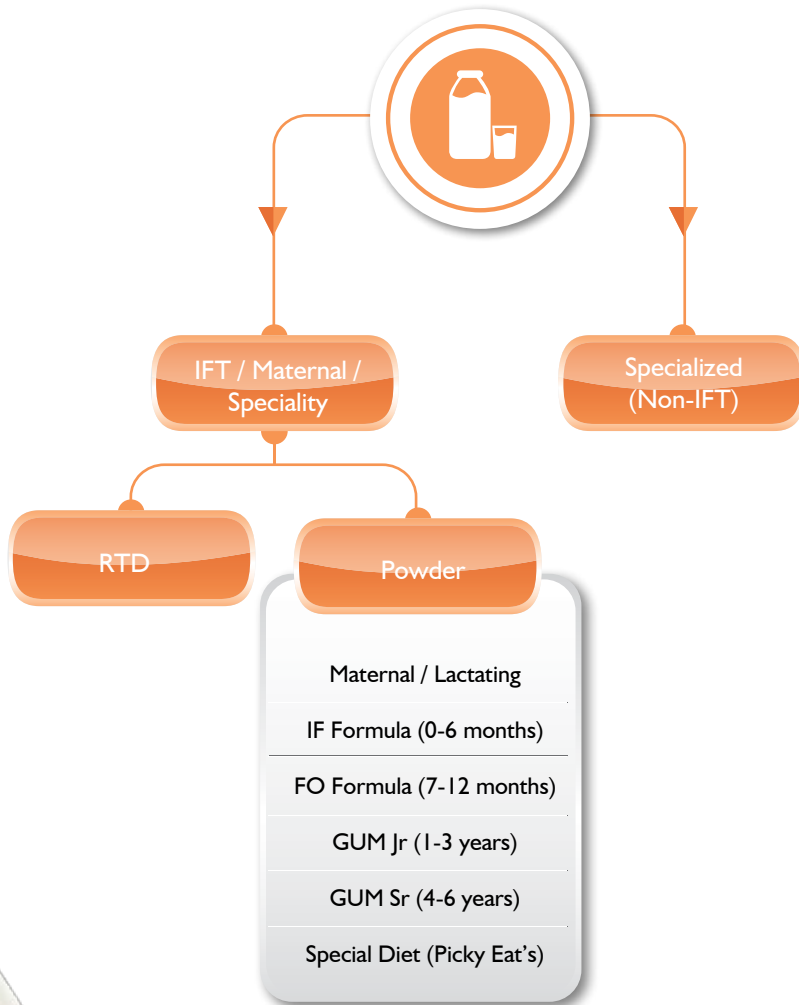 IFT / Maternal /
Speciality
Specialized
(Non-IFT)
RTD
Powder
Maternal / Lactating
IF Formula (0-6 months)
FO Formula (7-12 months)
GUM Jr (1-3 years)
GUM Sr (4-6 years)
Special Diet (Picky Eat's)